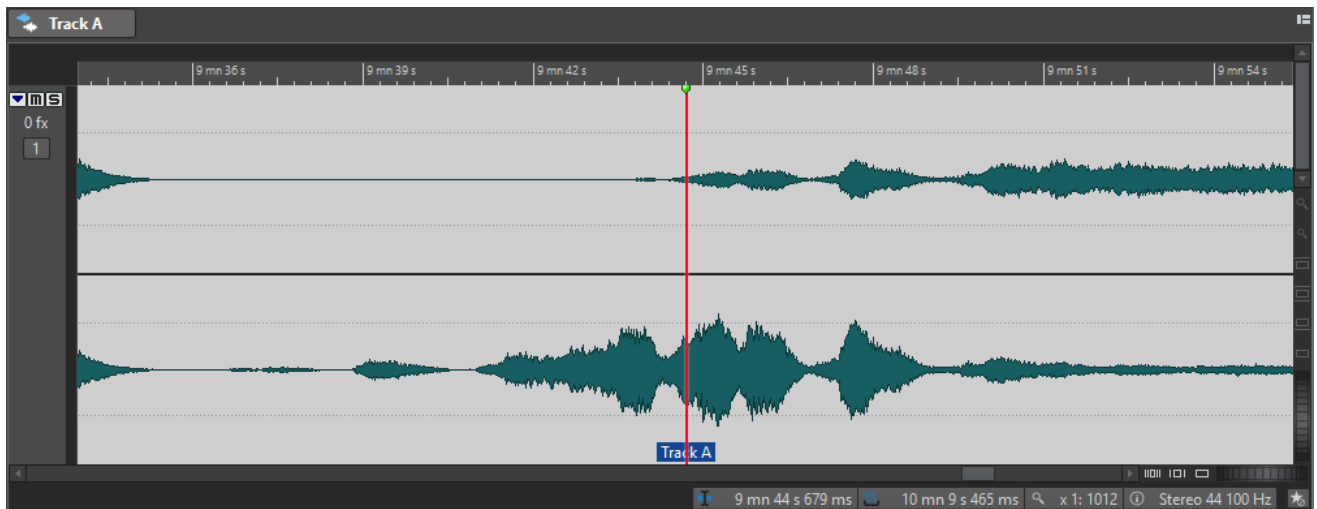 Track A
9 mn 36 s 9 mn 39 s 9 mn 42 s 9 mn 45 s 9 mn 48 s 9 mn 51 s 9 mn 54 s
m S
0 fx
1
Track A
9 mn 44 s 679 ms 10 mn 9 s 465 ms x 1: 1012 Stereo 44 100 Hz